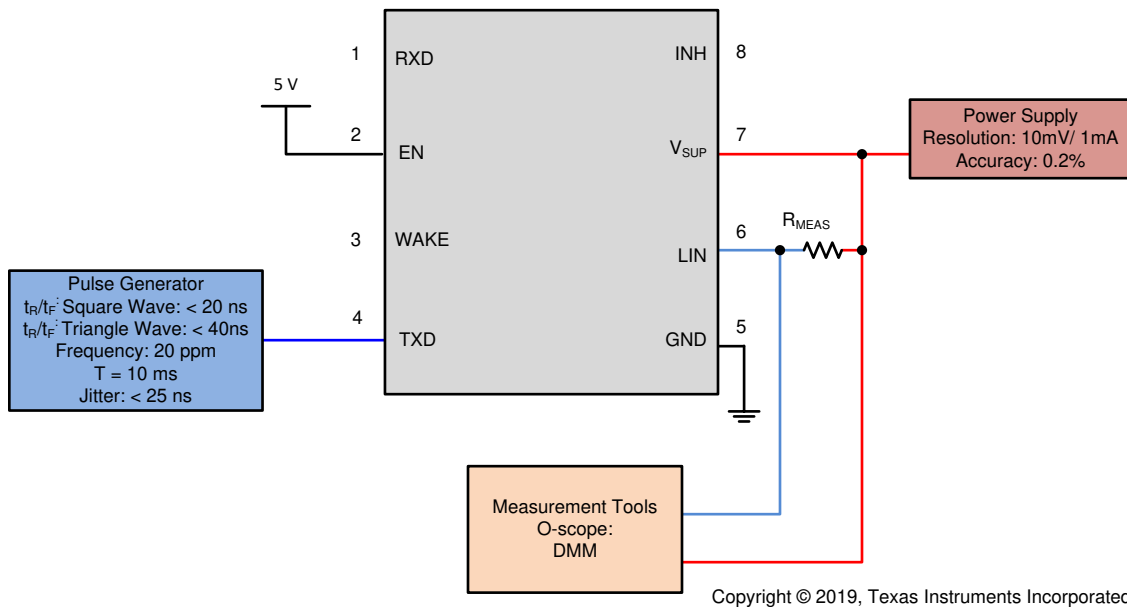 1
RXD
INH
8
5 V
2
EN
7
V_SUP
Power Supply
Resolution: 10mV/ 1mA
Accuracy: 0.2%
3
WAKE
6
LIN
R_MEAS
Pulse Generator
t_R/t_F: Square Wave: < 20 ns
t_R/t_F: Triangle Wave: < 40ns
Frequency: 20 ppm
T = 10 ms
Jitter: < 25 ns
4
TXD
5
GND
Measurement Tools
O-scope:
DMM
Copyright © 2019, Texas Instruments Incorporated